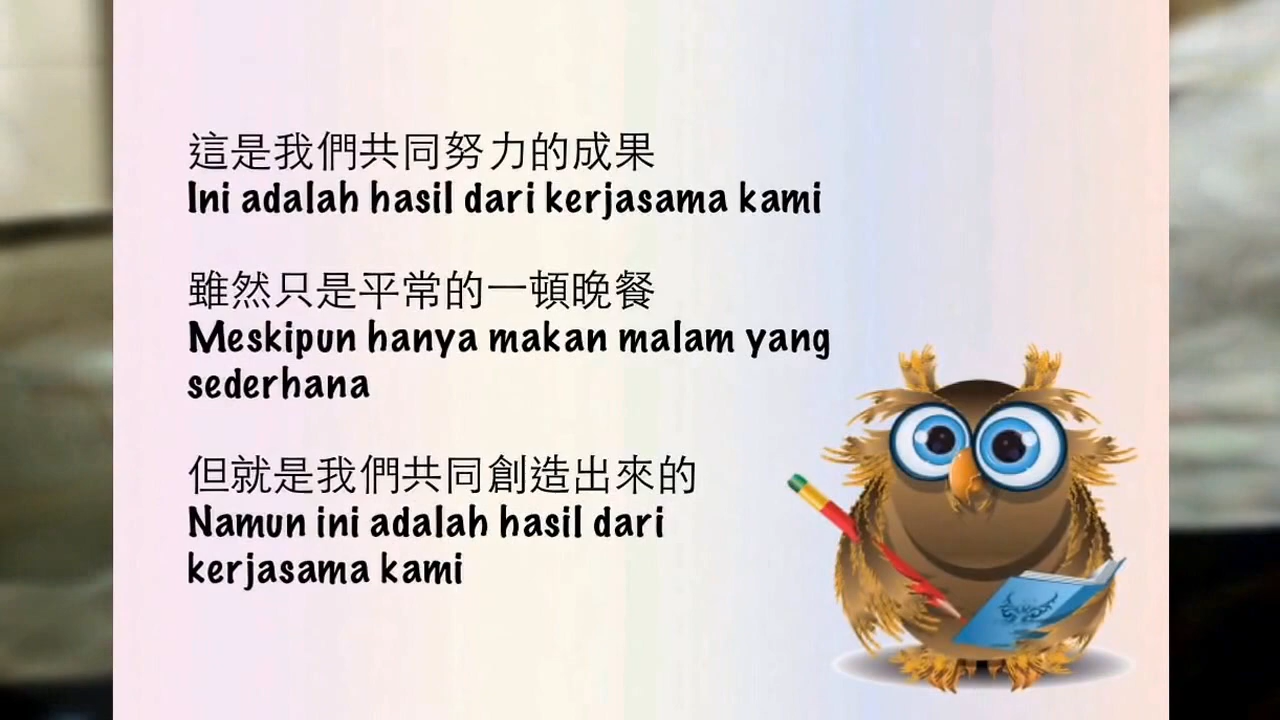 這是我們共同努力的成果
Ini adalah hasil dari kerjasama kami
雖然只是平常的一頓晚餐
Meskipun hanya makan malam yang
sederhana
但就是我們共同創造出來的
Namun ini adalah hasil dari
kerjasama kami